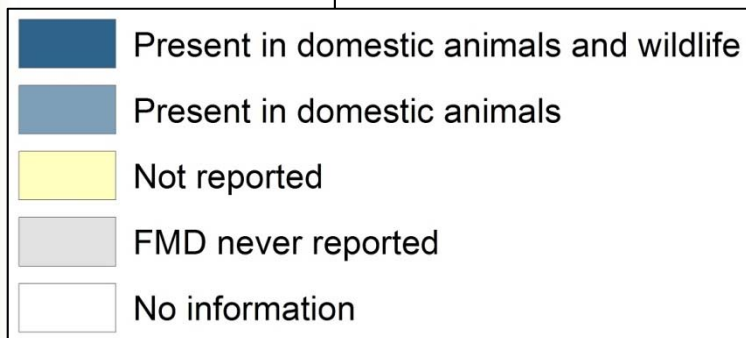 Present in domestic animals and wildlife
Present in domestic animals
Not reported
FMD never reported
No information